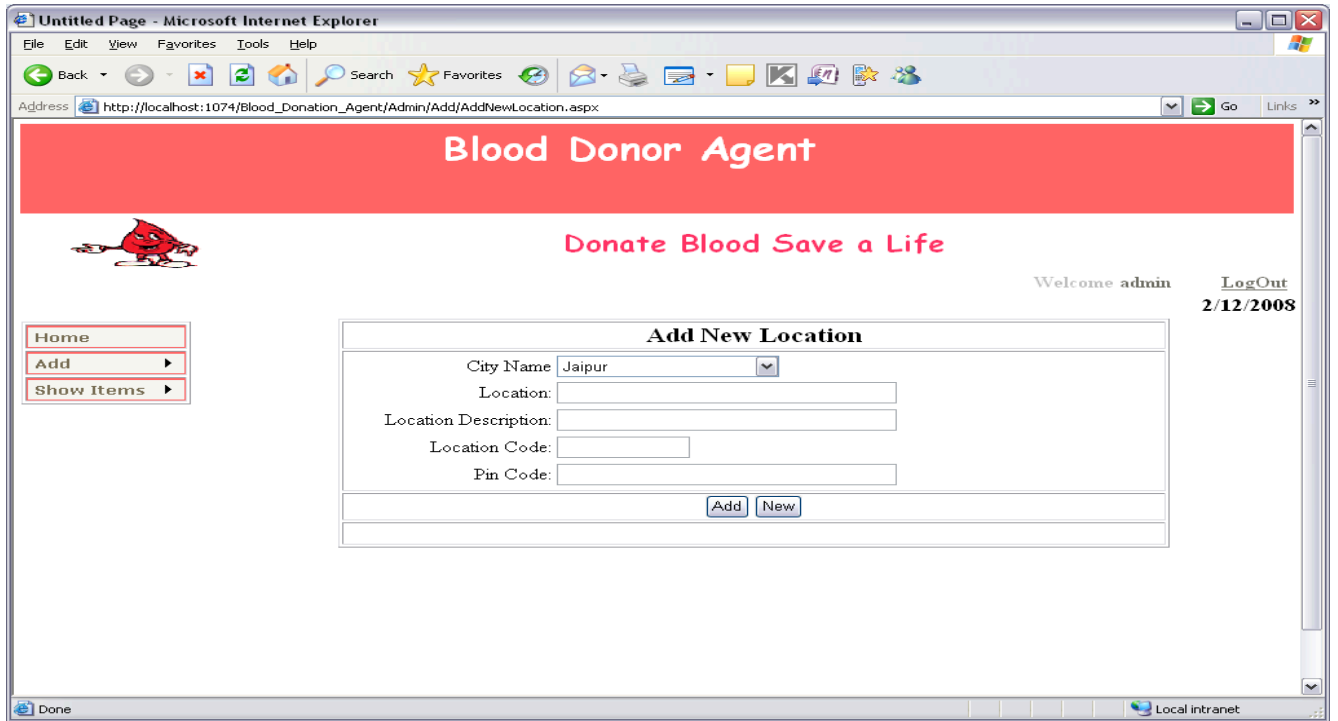 Untitled Page - Microsoft Internet Explorer
File Edit View Favorites Tools Help
Back Search Favorites
Address http://localhost:1074/Blood_Donation_Agent/Admin/Add/AddNewLocation.aspx Go Links »
Blood Donor Agent
Donate Blood Save a Life
Welcome admin LogOut
2/12/2008
Home
Add
Show Items
Add New Location
City Name Jaipur
Location:
Location Description:
Location Code:
Pin Code:
Add New
Done Local intranet